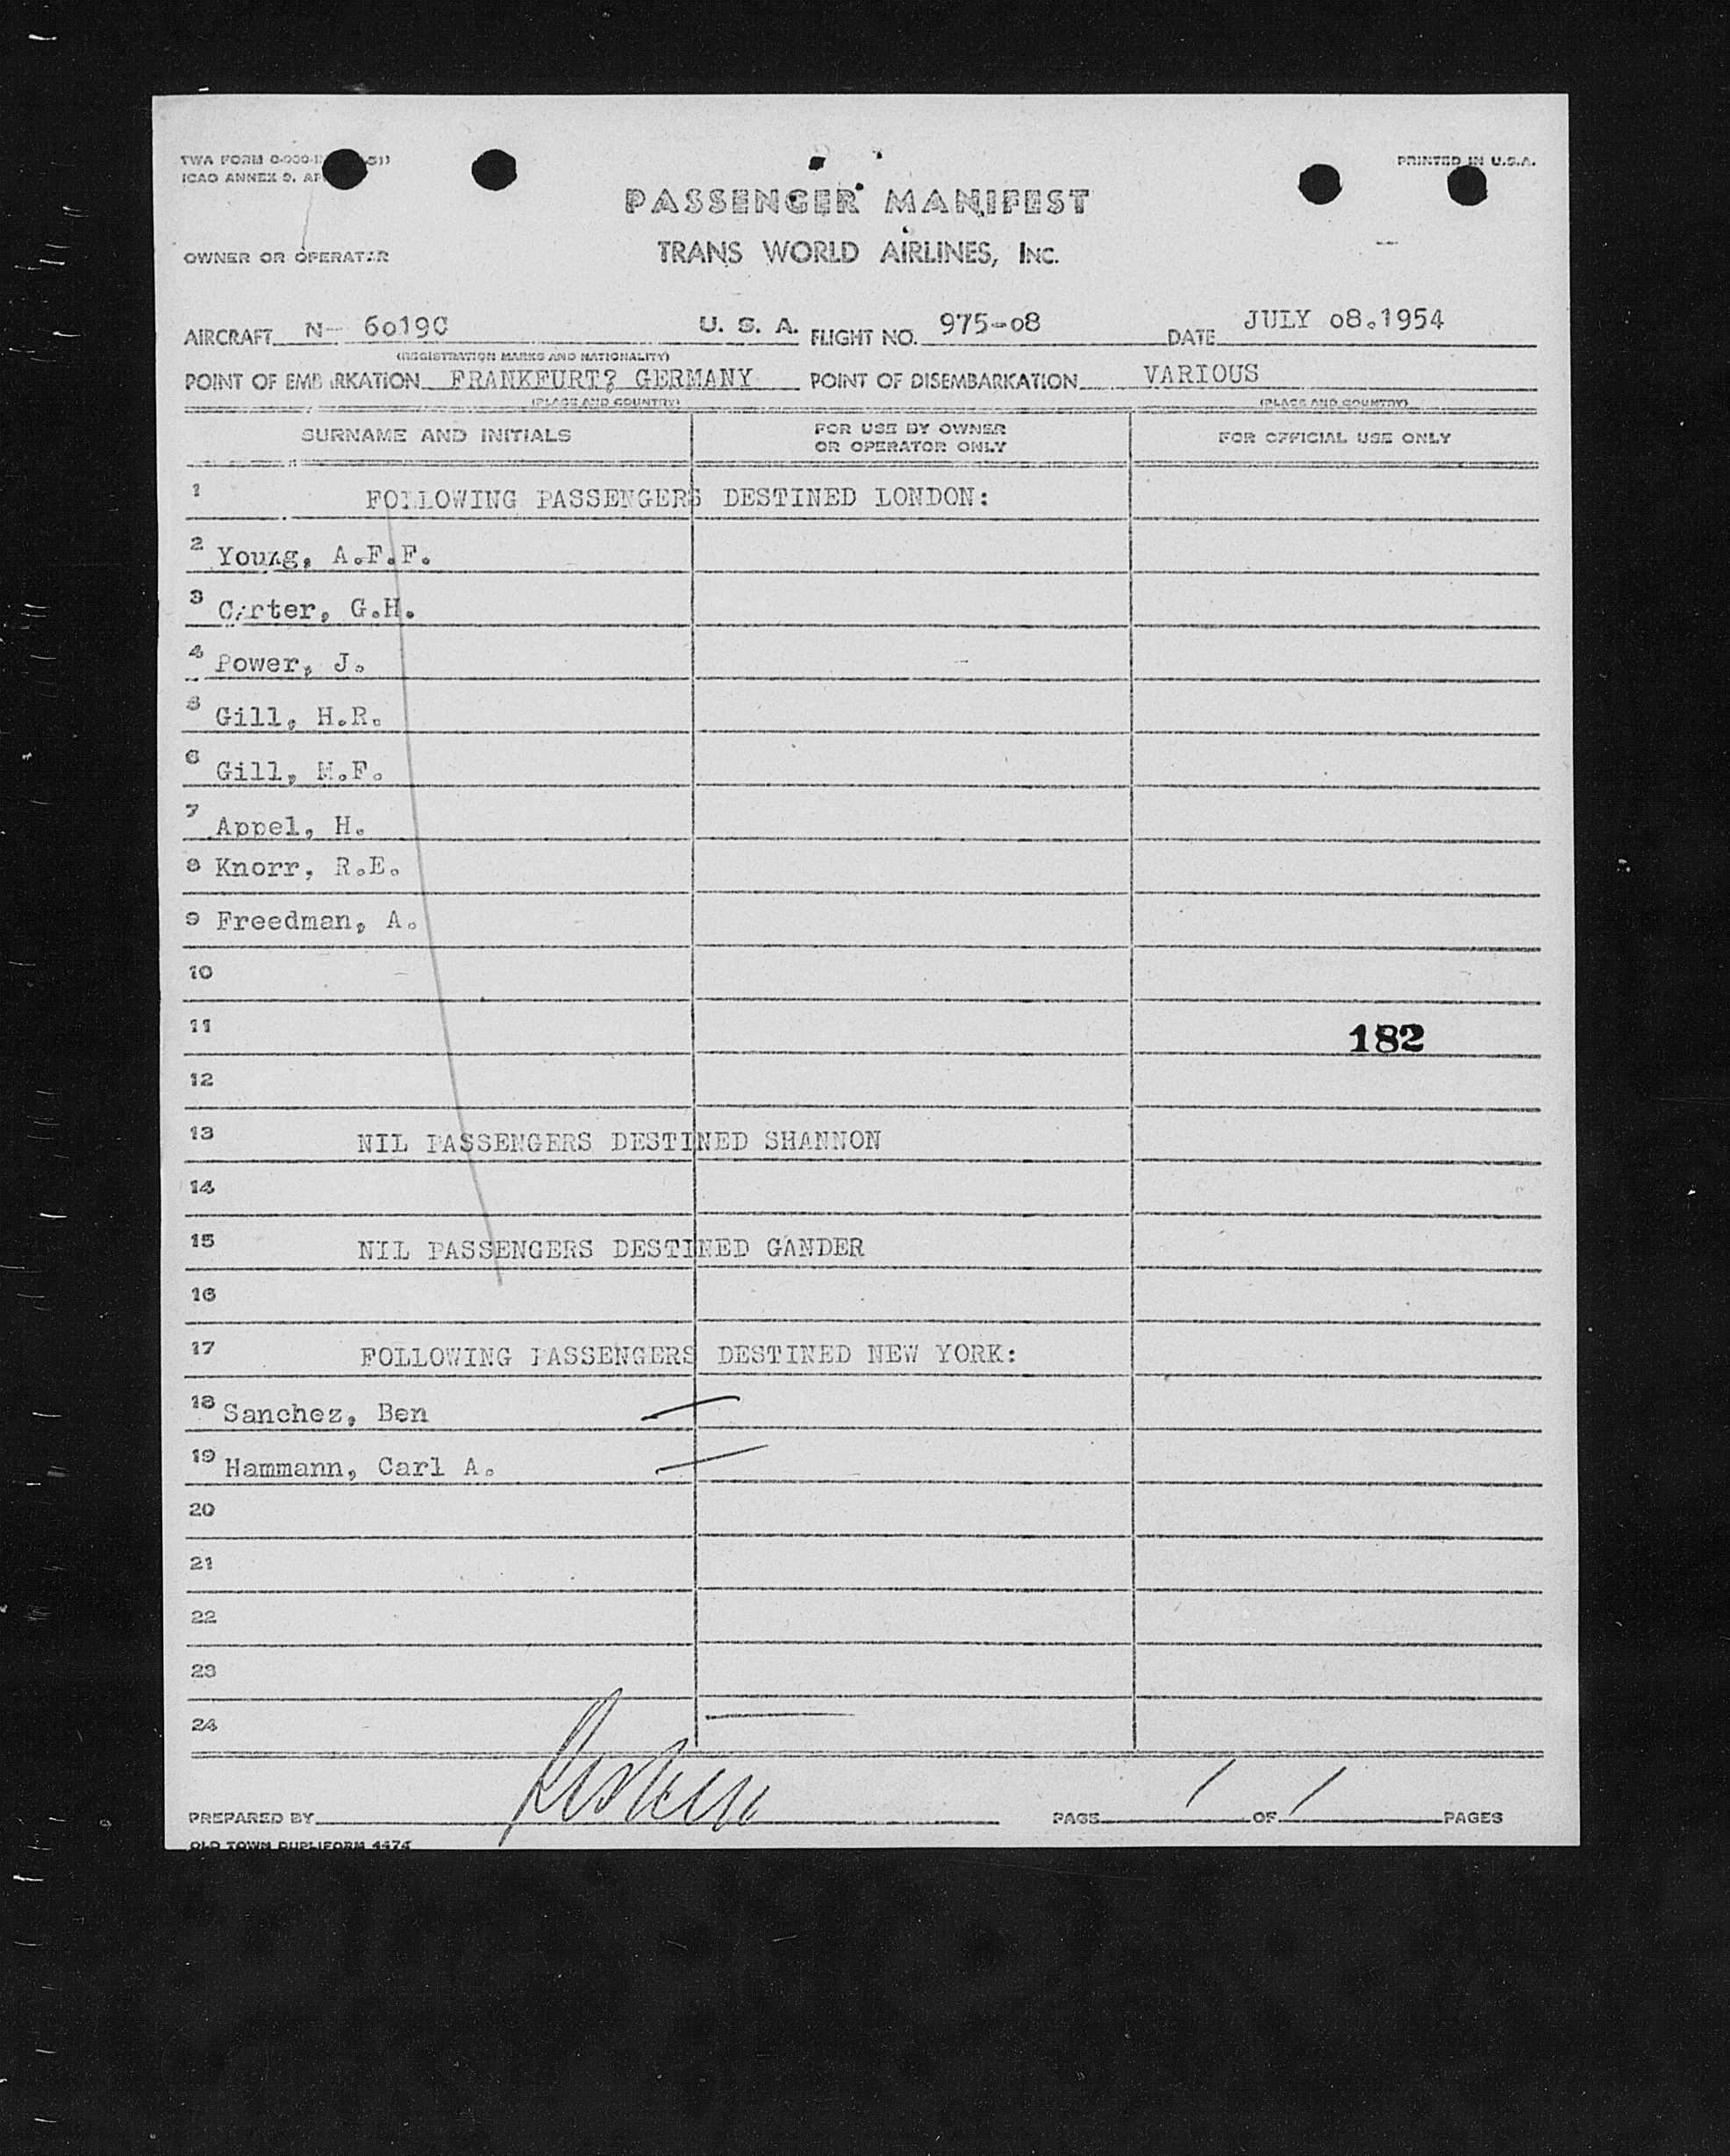 TWA FORM
PRINTED IN U.S.A.
ICAO ANNEX 9.
PASSENGER MANIFEST
OWNER OR OPERATOR
TRANS WORLD AIRLINES, INC.
AIRCRAFT N- 6019C U. S. A. FLIGHT NO. 975-08 DATE JULY 08.1954
(REGISTRATION MARKS AND NATIONALITY)
POINT OF EMBARKATION FRANKFURT? GERMANY POINT OF DISEMBARKATION VARIOUS
(PLACE AND COUNTRY) (PLACE AND COUNTRY)
SURNAME AND INITIALS FOR USE BY OWNER OR OPERATOR ONLY FOR OFFICIAL USE ONLY
1 FOLLOWING PASSENGERS DESTINED LONDON:
2 Young, A.F.F.
3 Carter, G.H.
4 Power, J.
5 Gill, H.R.
6 Gill, M.F.
7 Appel, H.
8 Knorr, R.E.
9 Freedman, A.
10
11 182
12
13 NIL PASSENGERS DESTINED SHANNON
14
15 NIL PASSENGERS DESTINED GANDER
16
17 FOLLOWING PASSENGERS DESTINED NEW YORK:
18 Sanchez, Ben
19 Hammann, Carl A.
20
21
22
23
24
PREPARED BY PAGE 1 OF 1 PAGES
OLD TOWN DUPLIFORM 4474